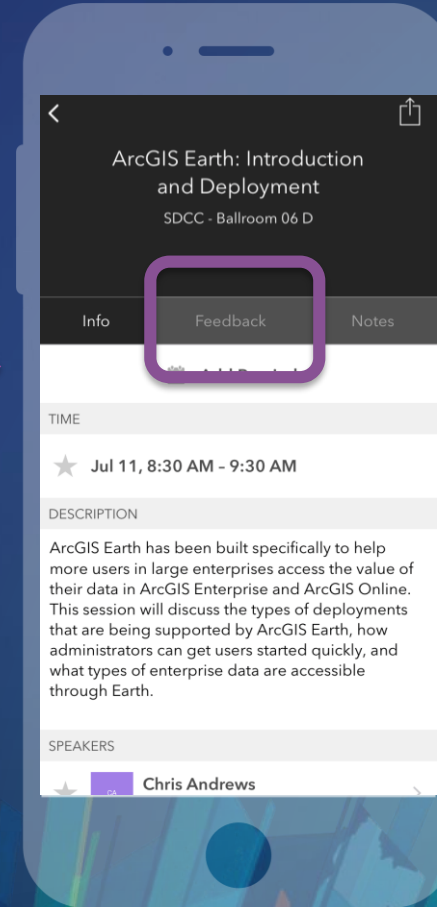 ArcGIS Earth: Introduction
and Deployment
SDCC - Ballroom 06 D
Info Feedback Notes
TIME
Jul 11, 8:30 AM – 9:30 AM
DESCRIPTION
ArcGIS Earth has been built specifically to help
more users in large enterprises access the value of
their data in ArcGIS Enterprise and ArcGIS Online.
This session will discuss the types of deployments
that are being supported by ArcGIS Earth, how
administrators can get users started quickly, and
what types of enterprise data are accessible
through Earth.
SPEAKERS
CA Chris Andrews